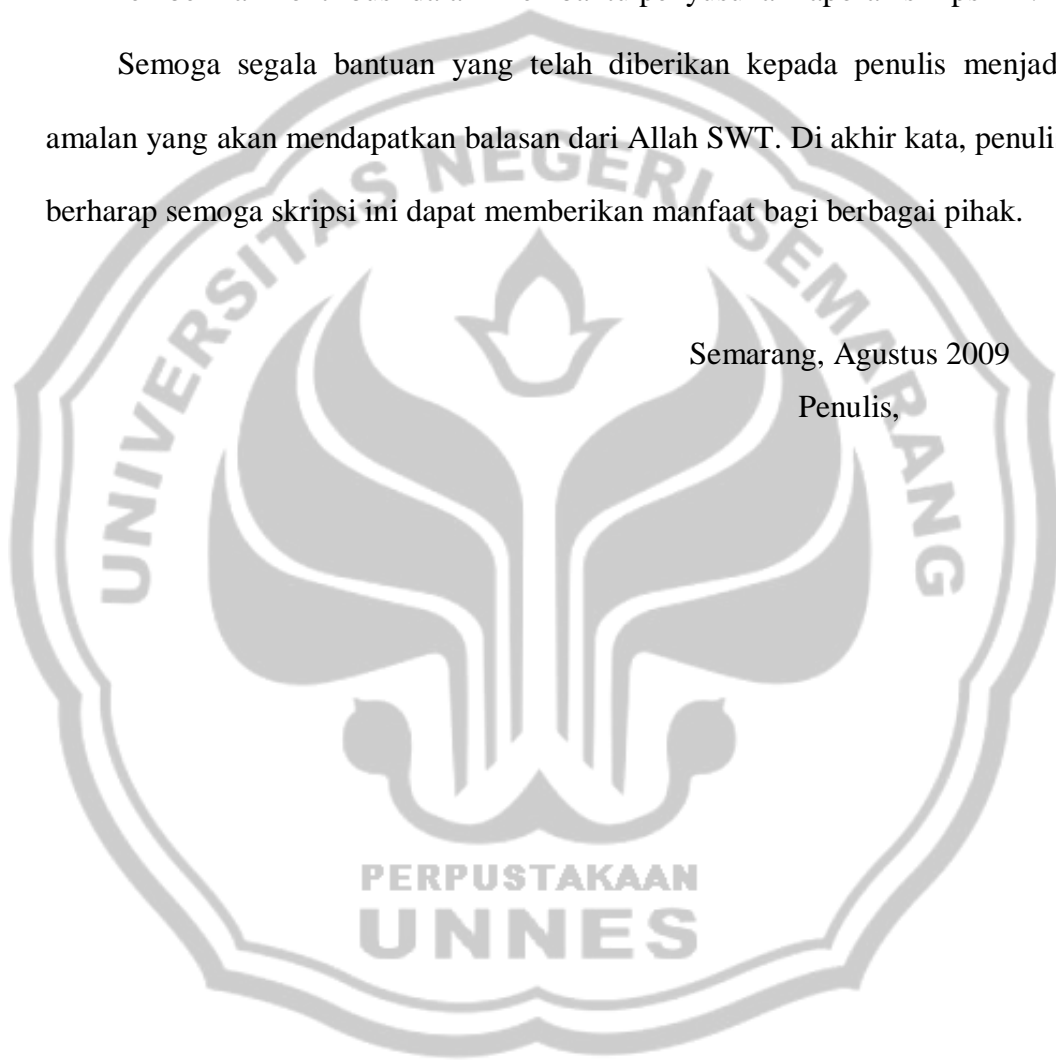 Semoga segala bantuan yang telah diberikan kepada penulis menjad
amalan yang akan mendapatkan balasan dari Allah SWT. Di akhir kata, penuli
berharap semoga skripsi ini dapat memberikan manfaat bagi berbagai pihak.
Semarang, Agustus 2009
Penulis,
UNIVERSITAS NEGERI SEMARANG
PERPUSTAKAAN
UNNES